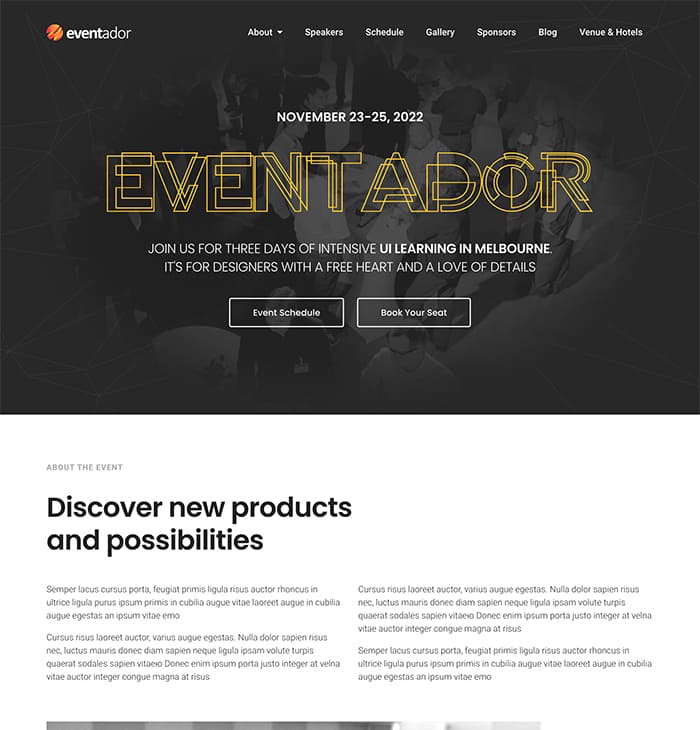 eventador
About Speakers Schedule Gallery Sponsors Blog Venue & Hotels
NOVEMBER 23-25, 2022
EVENTADOR
JOIN US FOR THREE DAYS OF INTENSIVE UI LEARNING IN MELBOURNE.
IT'S FOR DESIGNERS WITH A FREE HEART AND A LOVE OF DETAILS
Event Schedule
Book Your Seat
ABOUT THE EVENT
Discover new products
and possibilities
Semper lacus cursus porta, feugiat primis ligula risus auctor rhoncus in
ultrice ligula purus ipsum primis in cubilia augue vitae laoreet augue in cubilia
augue egestas an ipsum vitae emo
Cursus risus laoreet auctor, varius augue egestas. Nulla dolor sapien risus
nec, luctus mauris donec diam sapien neque ligula ipsam volute turpis
quaerat sodales sapien vitaeю Donec enim ipsum porta justo integer at velna
vitae auctor integer congue magna at risus
Cursus risus laoreet auctor, varius augue egestas. Nulla dolor sapien risus
nec, luctus mauris donec diam sapien neque ligula ipsam volute turpis
quaerat sodales sapien vitaeю Donec enim ipsum porta justo integer at velna
vitae auctor integer congue magna at risus
Semper lacus cursus porta, feugiat primis ligula risus auctor rhoncus in
ultrice ligula purus ipsum primis in cubilia augue vitae laoreet augue in cubilia
augue egestas an ipsum vitae emo